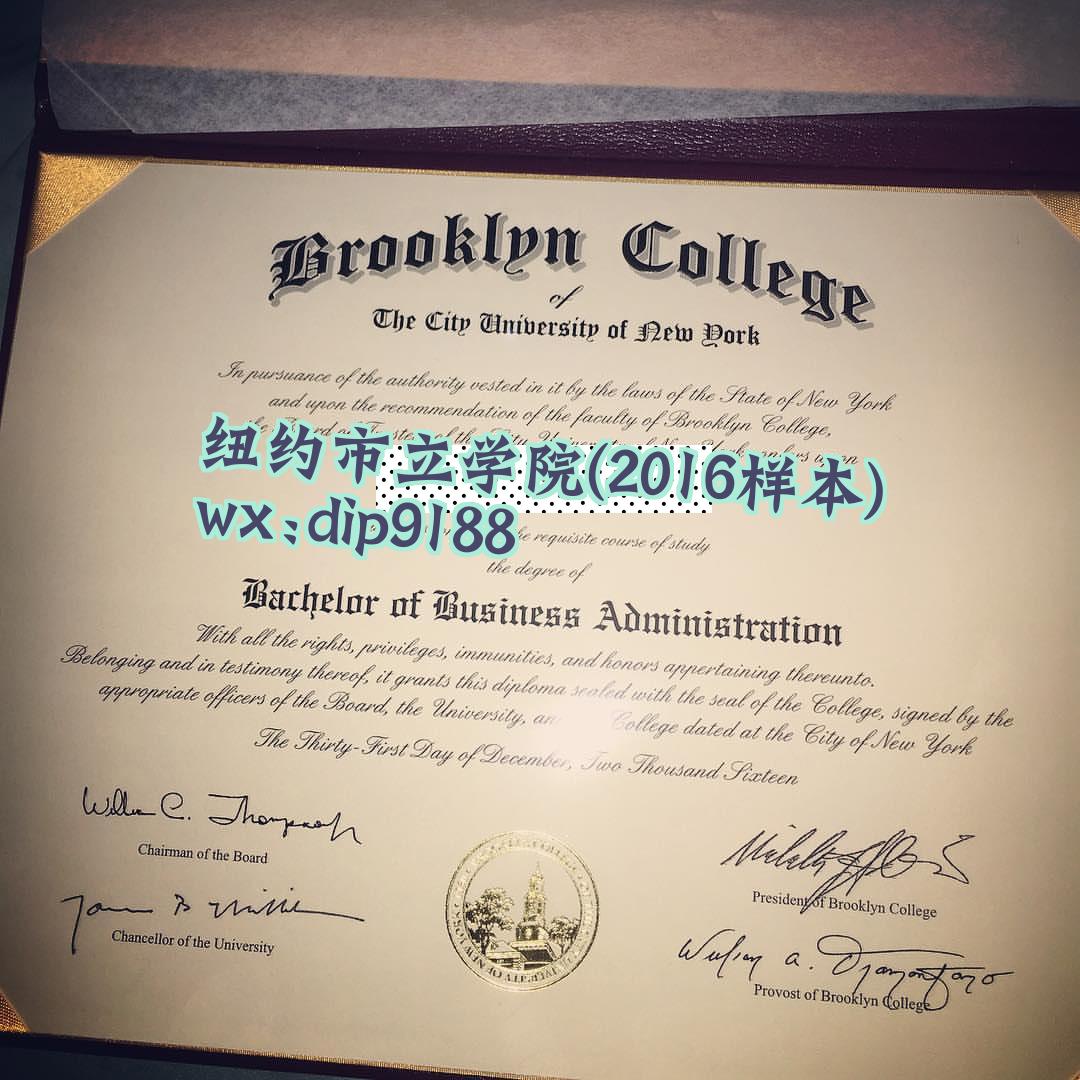 Brooklyn College
of
The City University of New York
In pursuance of the authority vested in it by the laws of the State of New York
and upon the recommendation of the faculty of Brooklyn College,
纽约市立学院(2016样本)
wx:dip9188
requisite course of study
the degree of
Bachelor of Business Administration
With all the rights, privileges, immunities, and honors appertaining thereunto.
Belonging and in testimony thereof, it grants this diploma sealed with the seal of the College, signed by the
appropriate officers of the Board, the University, an College dated at the City of New York
The Thirty-First Day of December, Two Thousand Sixteen
William C. Thompson Jr
Chairman of the Board
President of Brooklyn College
Chancellor of the University
Provost of Brooklyn College